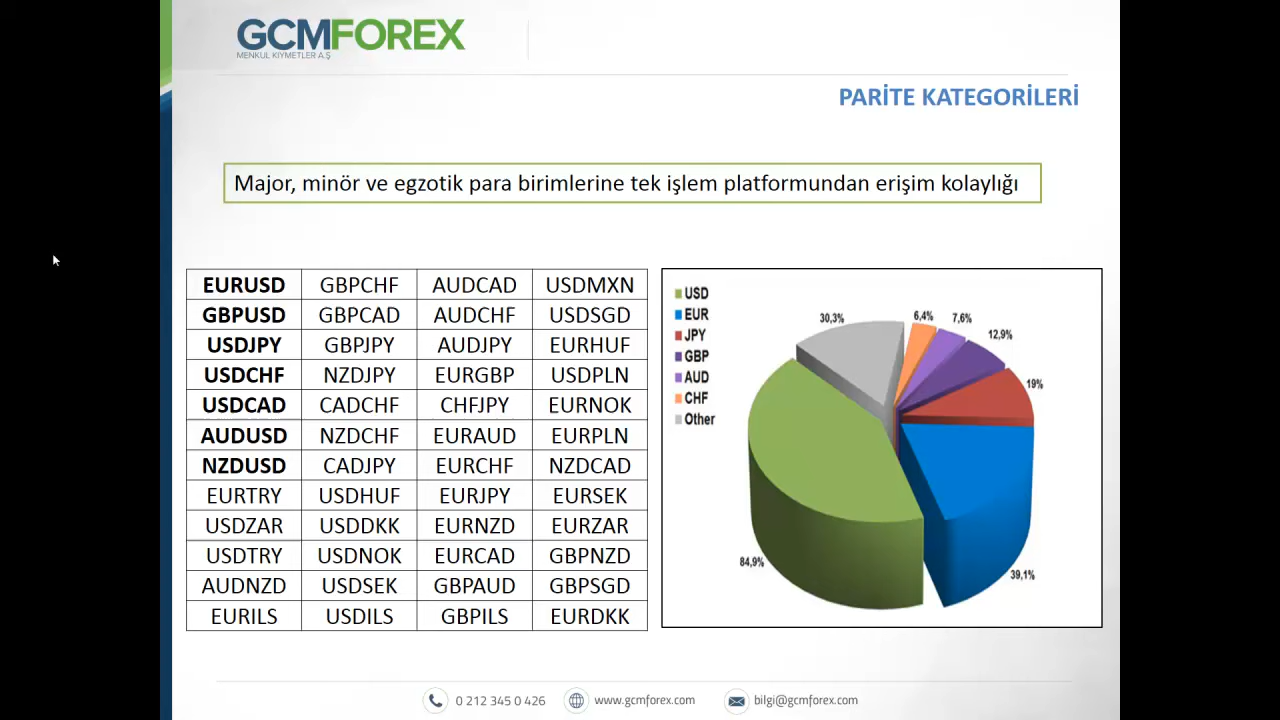 GCMFOREX
MENKUL KIYMETLER A.Ş
PARİTE KATEGORİLERİ
Major, minör ve egzotik para birimlerine tek işlem platformundan erişim kolaylığı
EURUSD GBPCHF AUDCAD USDMXN
GBPUSD GBPCAD AUDCHF USDSGD
USDJPY GBPJPY AUDJPY EURHUF
USDCHF NZDJPY EURGBP USDPLN
USDCAD CADCHF CHFJPY EURNOK
AUDUSD NZDCHF EURAUD EURPLN
NZDUSD CADJPY EURCHF NZDCAD
EURTRY USDHUF EURJPY EURSEK
USDZAR USDDKK EURNZD EURZAR
USDTRY USDNOK EURCAD GBPNZD
AUDNZD USDSEK GBPAUD GBPSGD
EURILS USDILS GBPILS EURDKK
USD
EUR
JPY
GBP
AUD
CHF
Other
30,3%
6,4%
7,6%
12,9%
19%
84,9%
39,1%
0 212 345 0 426 www.gcmforex.com bilgi@gcmforex.com